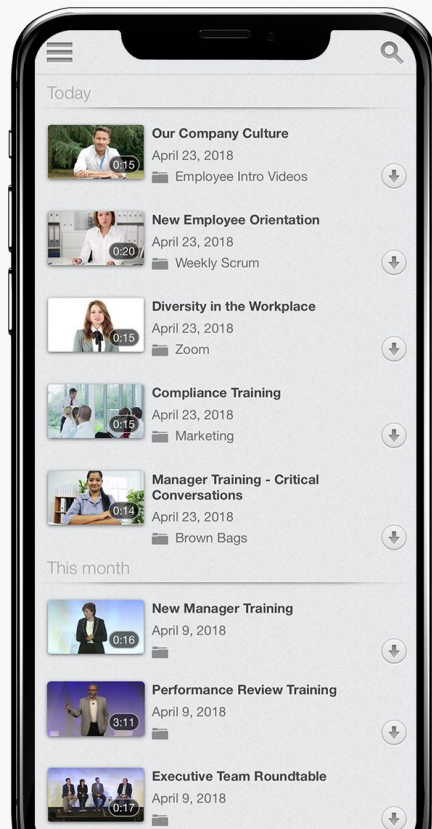 Today
Our Company Culture
April 23, 2018
0:15
Employee Intro Videos
New Employee Orientation
April 23, 2018
0:20
Weekly Scrum
Diversity in the Workplace
April 23, 2018
0:15
Zoom
Compliance Training
April 23, 2018
0:15
Marketing
Manager Training - Critical
Conversations
0:14
April 23, 2018
Brown Bags
This month
New Manager Training
April 9, 2018
0:16
Performance Review Training
April 9, 2018
3:11
Executive Team Roundtable
April 9, 2018
0:17